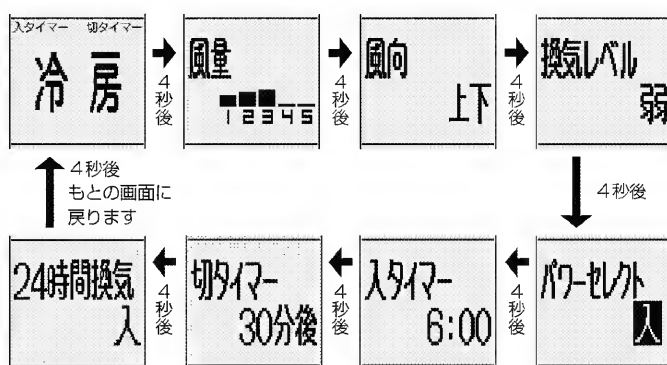 入タイマー 切タイマー
冷房
4秒後
風量
1 2 3 4 5
4秒後
風向
上下
4秒後
換気レベル
弱
4秒後
パワーセレクト
入
4秒後
入タイマー
6:00
4秒後
切タイマー
30分後
4秒後
24時間換気
入
4秒後
もとの画面に
戻ります